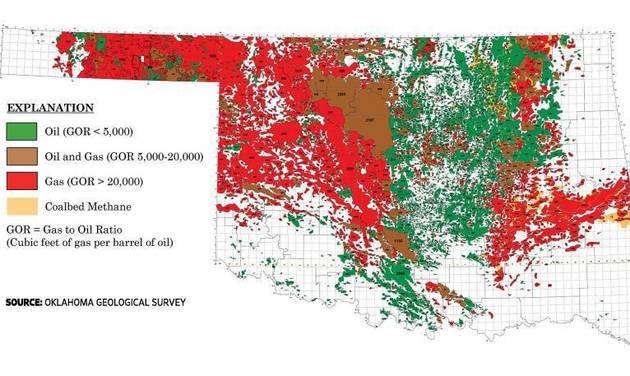 EXPLANATION
Oil (GOR < 5,000)
Oil and Gas (GOR 5,000-20,000)
Gas (GOR > 20,000)
Coalbed Methane
GOR = Gas to Oil Ratio
(Cubic feet of gas per barrel of oil)
SOURCE: OKLAHOMA GEOLOGICAL SURVEY